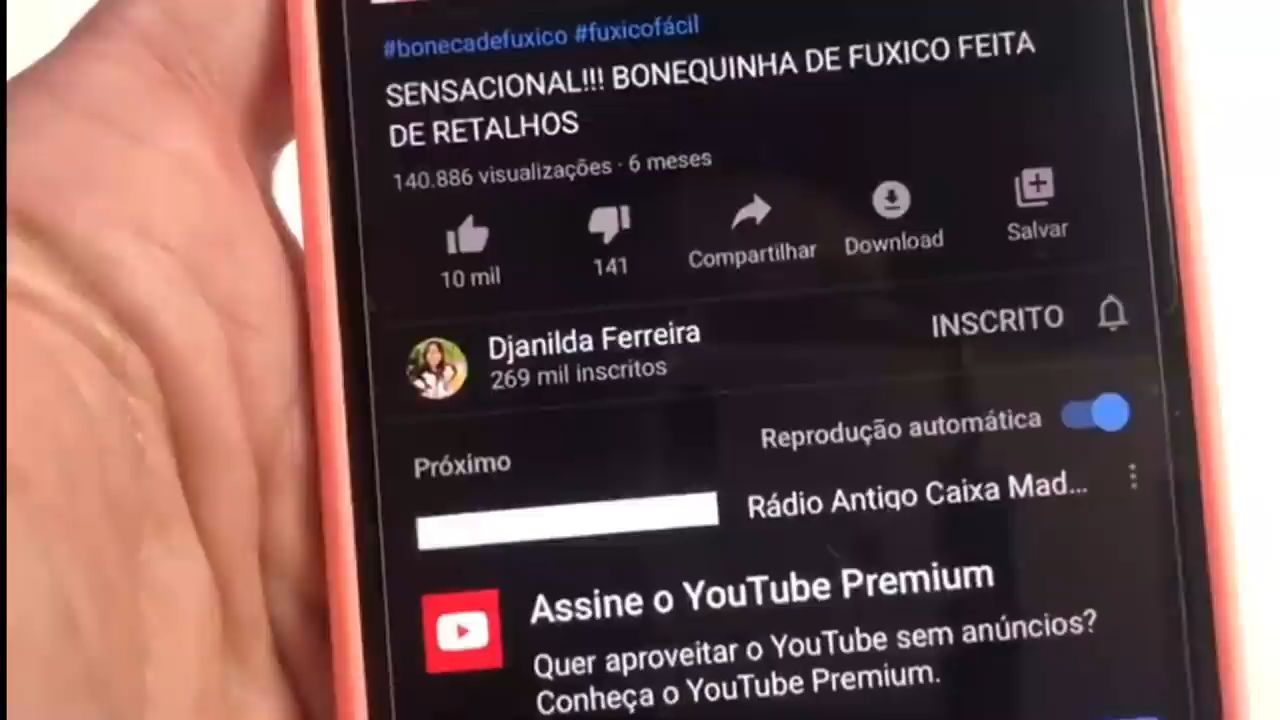 #bonecadefuxico #fuxicofácil
SENSACIONAL!!! BONEQUINHA DE FUXICO FEITA
DE RETALHOS
140.886 visualizações · 6 meses
10 mil
141
Compartilhar
Download
Salvar
Djanilda Ferreira
269 mil inscritos
INSCRITO
Reprodução automática
Próximo
Rádio Antigo Caixa Mad...
Assine o YouTube Premium
Quer aproveitar o YouTube sem anúncios?
Conheça o YouTube Premium.